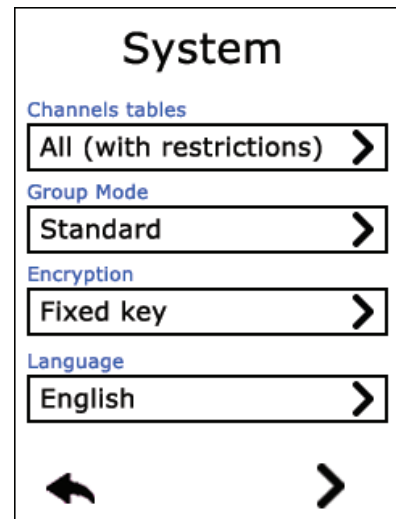 System
Channels tables
All (with restrictions)
Group Mode
Standard
Encryption
Fixed key
Language
English